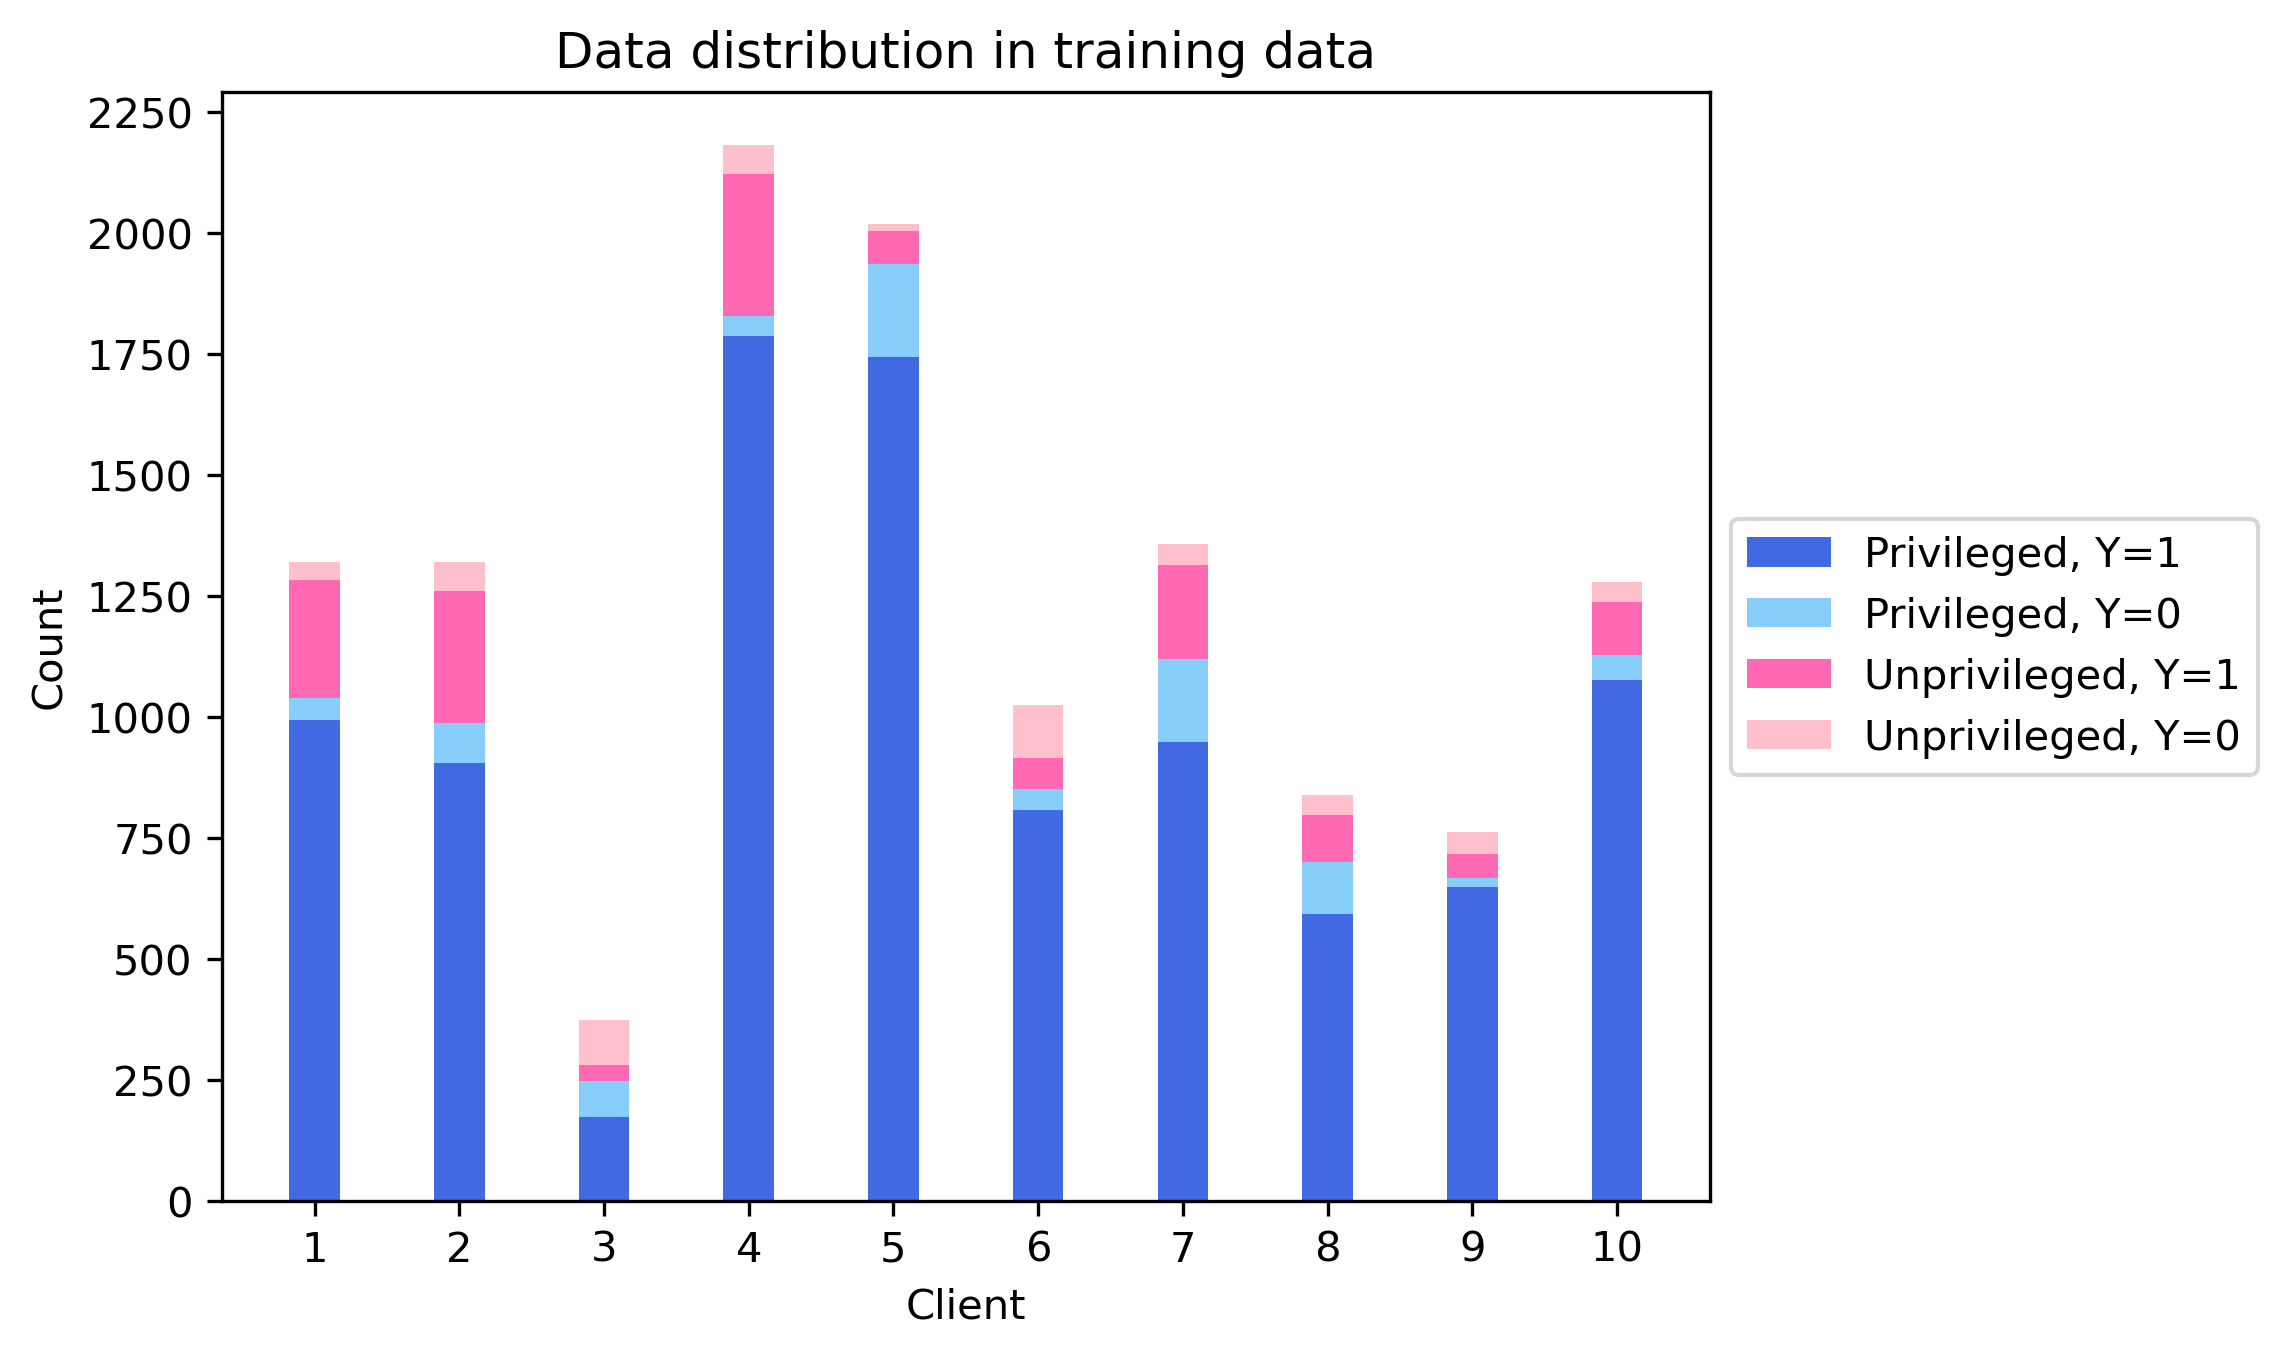 Data distribution in training data
Count
2250
2000
1750
1500
1250
1000
750
500
250
0
1 2 3 4 5 6 7 8 9 10
Client
Privileged, Y=1
Privileged, Y=0
Unprivileged, Y=1
Unprivileged, Y=0